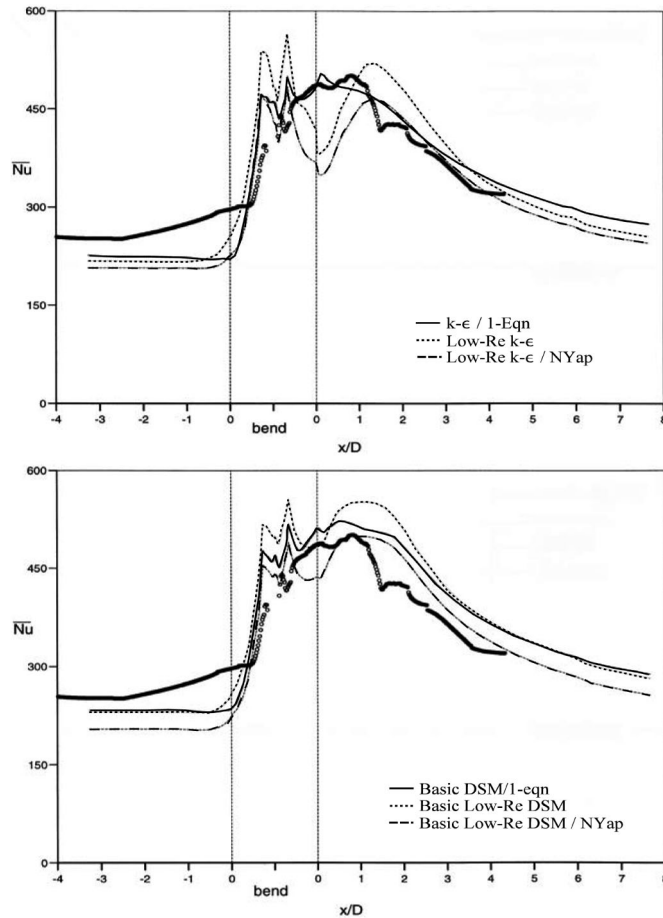 600
450
N̅u̅
300
150
0
k-ϵ / 1-Eqn
Low-Re k-ϵ
Low-Re k-ϵ / NYap
-4 -3 -2 -1 0 0 1 2 3 4 5 6 7 8
bend
x/D
600
450
N̅u̅
300
150
0
Basic DSM/1-eqn
Basic Low-Re DSM
Basic Low-Re DSM / NYap
-4 -3 -2 -1 0 0 1 2 3 4 5 6 7 8
bend
x/D